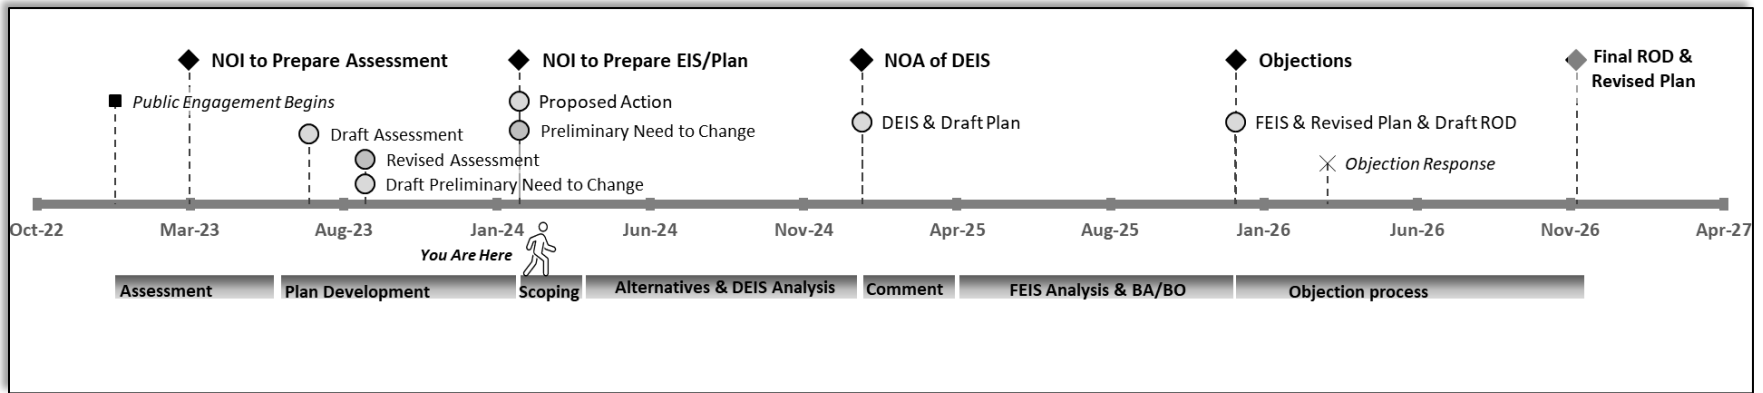 NOI to Prepare Assessment
NOI to Prepare EIS/Plan
NOA of DEIS
Objections
Final ROD &
Revised Plan
Public Engagement Begins
Proposed Action
Draft Assessment
Preliminary Need to Change
DEIS & Draft Plan
FEIS & Revised Plan & Draft ROD
Revised Assessment
Objection Response
Draft Preliminary Need to Change
Oct-22
Mar-23
Aug-23
Jan-24
Jun-24
Nov-24
Apr-25
Aug-25
Jan-26
Jun-26
Nov-26
Apr-27
You Are Here
Assessment
Plan Development
Scoping
Alternatives & DEIS Analysis
Comment
FEIS Analysis & BA/BO
Objection process